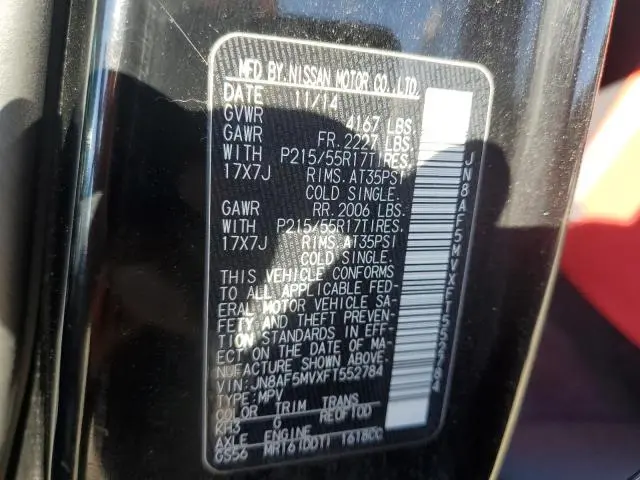 MFD BY NISSAN MOTOR CO.,LTD.
DATE 11/14
GVWR 4167 LBS
GAWR FR. 2227 LBS.
WITH P215/55R17TIRES,
17X7J RIMS.AT35PSI
COLD SINGLE.
GAWR RR. 2006 LBS.
WITH P215/55R17TIRES,
17X7J RIMS.AT35PSI
COLD SINGLE.
THIS VEHICLE CONFORMS
TO ALL APPLICABLE FED-
ERAL MOTOR VEHICLE SA-
FETY AND THEFT PREVEN-
TION STANDARDS IN EFF-
ECT ON THE DATE OF MA-
NUFACTURE SHOWN ABOVE.
VIN:JN8AF5MVXFT552784
TYPE:MPV
COLOR TRIM TRANS
KH3 G RE0F10D
AXLE ENGINE
GS56 MR16(DDT) 1618CC
JN8AF5MVXFT552784